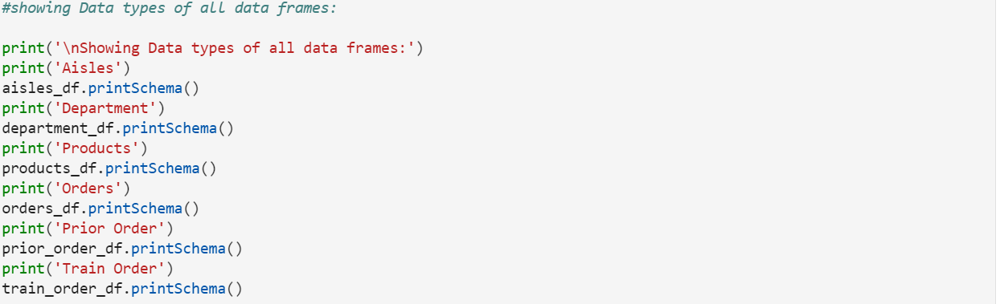 #showing Data types of all data frames:
print('\nShowing Data types of all data frames:')
print('Aisles')
aisles_df.printSchema()
print('Department')
department_df.printSchema()
print('Products')
products_df.printSchema()
print('Orders')
orders_df.printSchema()
print('Prior Order')
prior_order_df.printSchema()
print('Train Order')
train_order_df.printSchema()